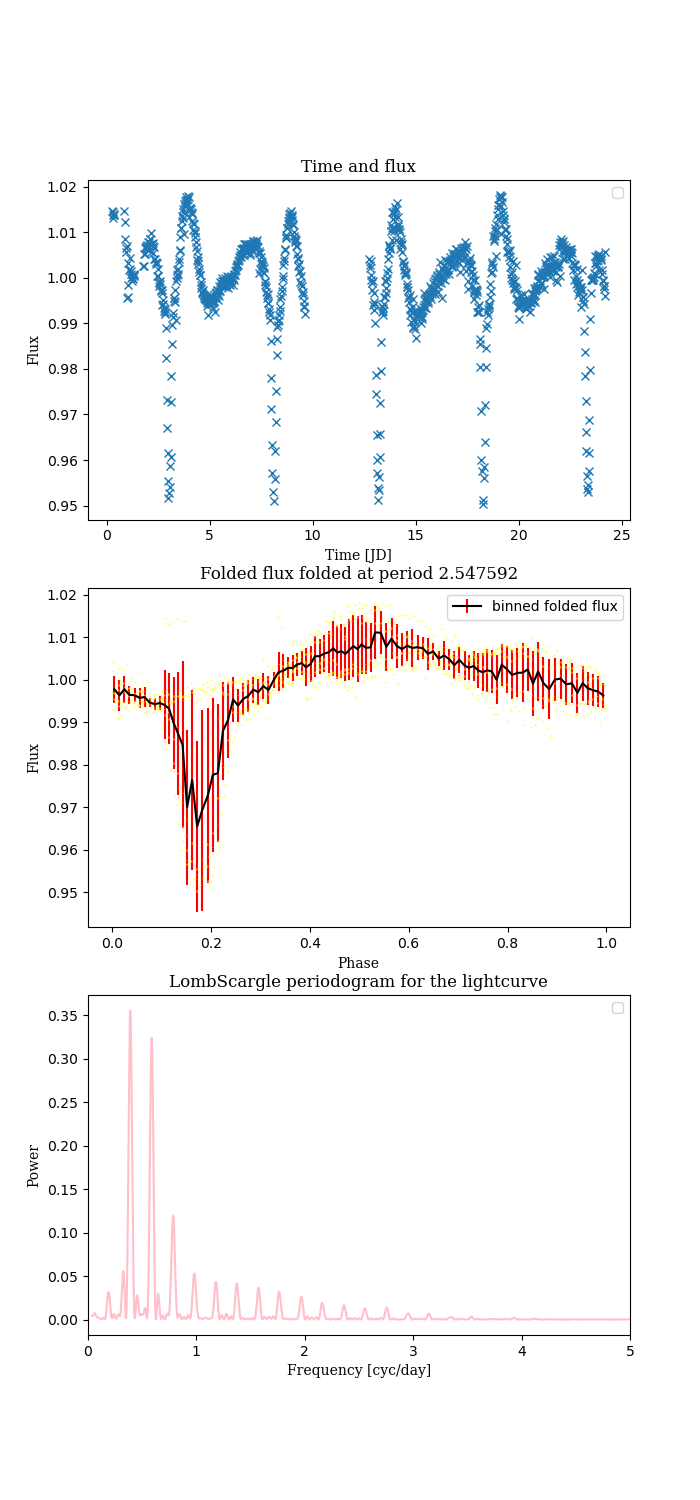 Time and flux
1.02
1.01
1.00
0.99
0.98
0.97
0.96
0.95
Flux
0 5 10 15 20 25
Time [JD]
Folded flux folded at period 2.547592
binned folded flux
1.02
1.01
1.00
0.99
0.98
0.97
0.96
0.95
Flux
0.0 0.2 0.4 0.6 0.8 1.0
Phase
LombScargle periodogram for the lightcurve
0.35
0.30
0.25
0.20
0.15
0.10
0.05
0.00
Power
0 1 2 3 4 5
Frequency [cyc/day]